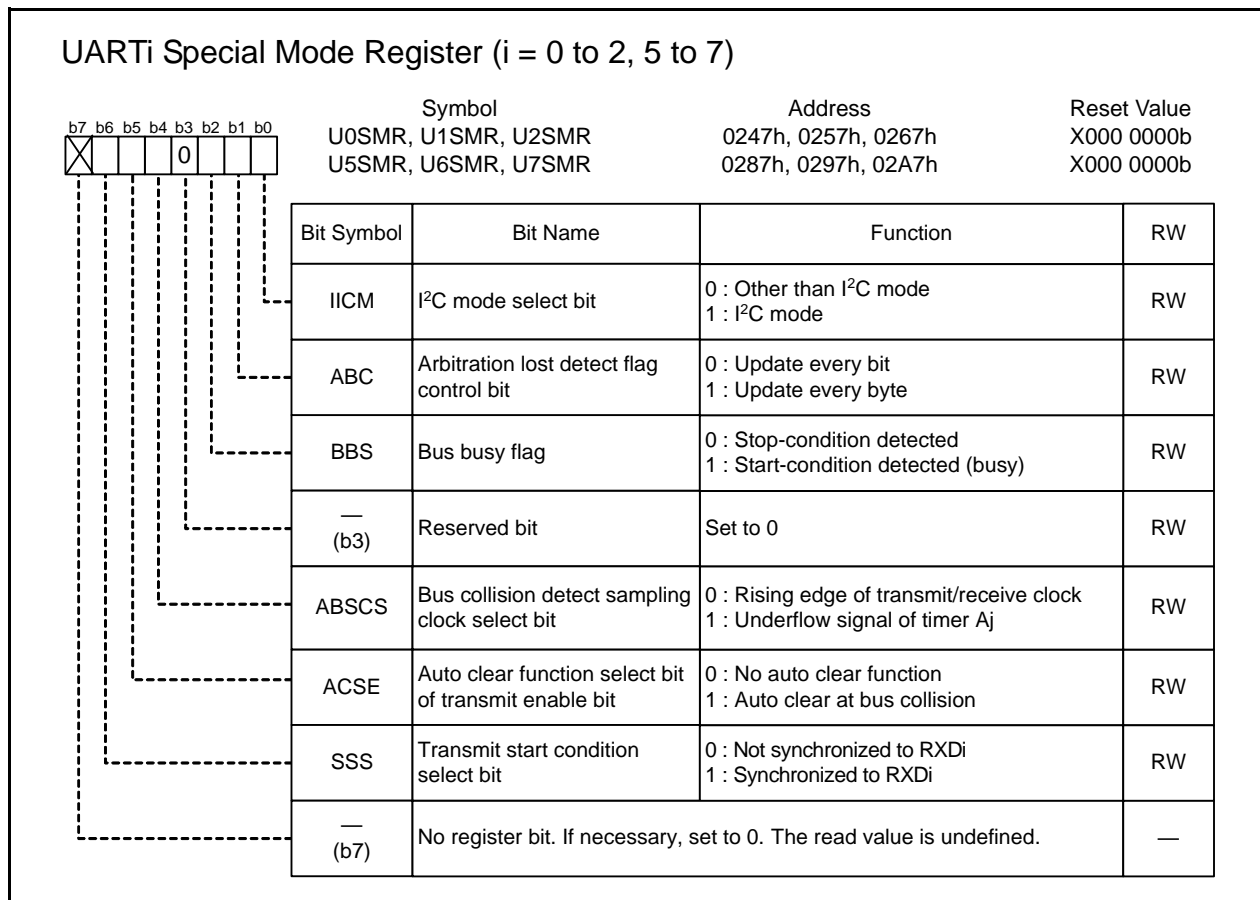 UARTi Special Mode Register (i = 0 to 2, 5 to 7)
b7 b6 b5 b4 b3 b2 b1 b0
0
Symbol Address Reset Value
U0SMR, U1SMR, U2SMR 0247h, 0257h, 0267h X000 0000b
U5SMR, U6SMR, U7SMR 0287h, 0297h, 02A7h X000 0000b
Bit Symbol Bit Name Function RW
IICM I²C mode select bit 0 : Other than I²C mode RW
1 : I²C mode
ABC Arbitration lost detect flag 0 : Update every bit RW
control bit 1 : Update every byte
BBS Bus busy flag 0 : Stop-condition detected RW
1 : Start-condition detected (busy)
— Reserved bit Set to 0 RW
(b3)
ABSCS Bus collision detect sampling 0 : Rising edge of transmit/receive clock RW
clock select bit 1 : Underflow signal of timer Aj
ACSE Auto clear function select bit 0 : No auto clear function RW
of transmit enable bit 1 : Auto clear at bus collision
SSS Transmit start condition 0 : Not synchronized to RXDi RW
select bit 1 : Synchronized to RXDi
— No register bit. If necessary, set to 0. The read value is undefined. —
(b7)